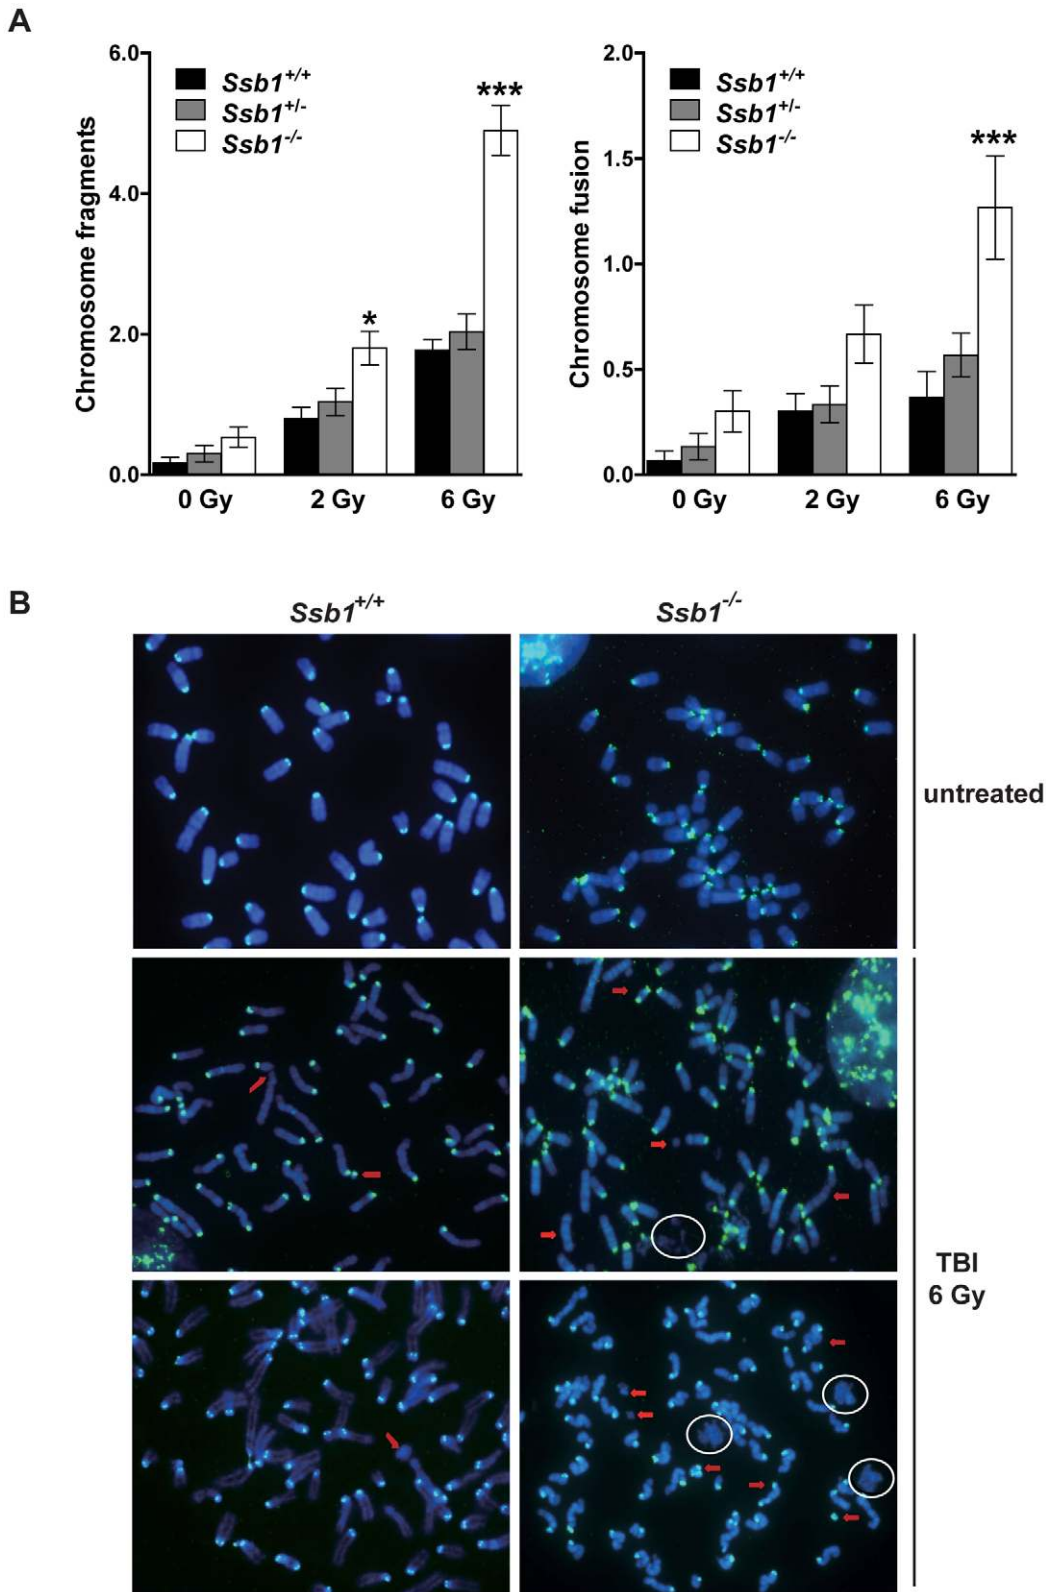 A
6.0
4.0
2.0
0.0
Chromosome fragments
Ssb1+/+
Ssb1+/-
Ssb1-/-
*
***
0 Gy 2 Gy 6 Gy
2.0
1.5
1.0
0.5
0.0
Chromosome fusion
Ssb1+/+
Ssb1+/-
Ssb1-/-
***
0 Gy 2 Gy 6 Gy
B
Ssb1+/+ Ssb1-/-
untreated
TBI
6 Gy